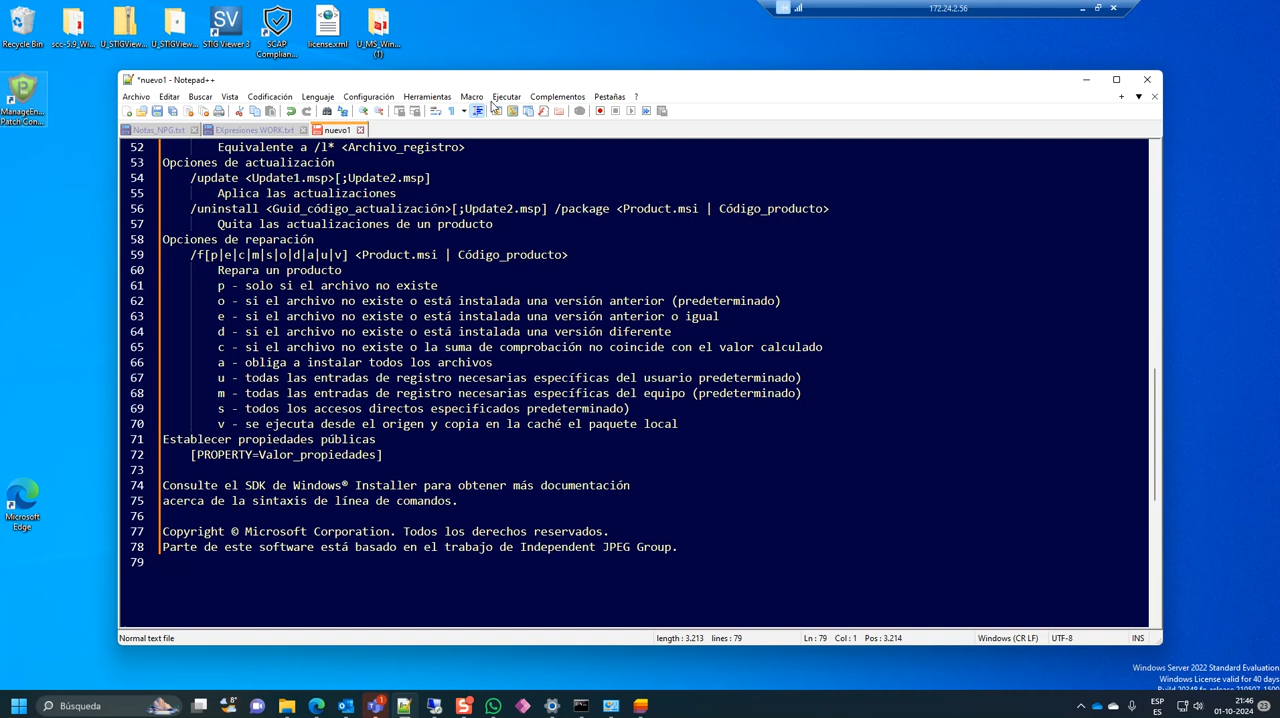 172.24.2.56
Recycle Bin
scc-5.9_Wi...
U_STIGView...
U_STIGView...
STIG Viewer 3
SCAP
Complian...
license.xml
U_MS_Win...
(1)
ManageEng...
Patch Con...
Microsoft
Edge
*nuevo1 - Notepad++
Archivo Editar Buscar Vista Codificación Lenguaje Configuración Herramientas Macro Ejecutar Complementos Pestañas ?
Notas_NPG.txt EXpresiones WORK.txt nuevo1
52 Equivalente a /l* <Archivo_registro>
53 Opciones de actualización
54 /update <Update1.msp>[;Update2.msp]
55 Aplica las actualizaciones
56 /uninstall <Guid_código_actualización>[;Update2.msp] /package <Product.msi | Código_producto>
57 Quita las actualizaciones de un producto
58 Opciones de reparación
59 /f[p|e|c|m|s|o|d|a|u|v] <Product.msi | Código_producto>
60 Repara un producto
61 p - solo si el archivo no existe
62 o - si el archivo no existe o está instalada una versión anterior (predeterminado)
63 e - si el archivo no existe o está instalada una versión anterior o igual
64 d - si el archivo no existe o está instalada una versión diferente
65 c - si el archivo no existe o la suma de comprobación no coincide con el valor calculado
66 a - obliga a instalar todos los archivos
67 u - todas las entradas de registro necesarias específicas del usuario predeterminado)
68 m - todas las entradas de registro necesarias específicas del equipo (predeterminado)
69 s - todos los accesos directos especificados predeterminado)
70 v - se ejecuta desde el origen y copia en la caché el paquete local
71 Establecer propiedades públicas
72 [PROPERTY=Valor_propiedades]
73
74 Consulte el SDK de Windows® Installer para obtener más documentación
75 acerca de la sintaxis de línea de comandos.
76
77 Copyright © Microsoft Corporation. Todos los derechos reservados.
78 Parte de este software está basado en el trabajo de Independent JPEG Group.
79
Normal text file length : 3.213 lines : 79 Ln : 79 Col : 1 Pos : 3.214 Windows (CR LF) UTF-8 INS
Windows Server 2022 Standard Evaluation
Windows License valid for 40 days
Búsqueda
8°
ESP
ES
21:46
01-10-2024
23